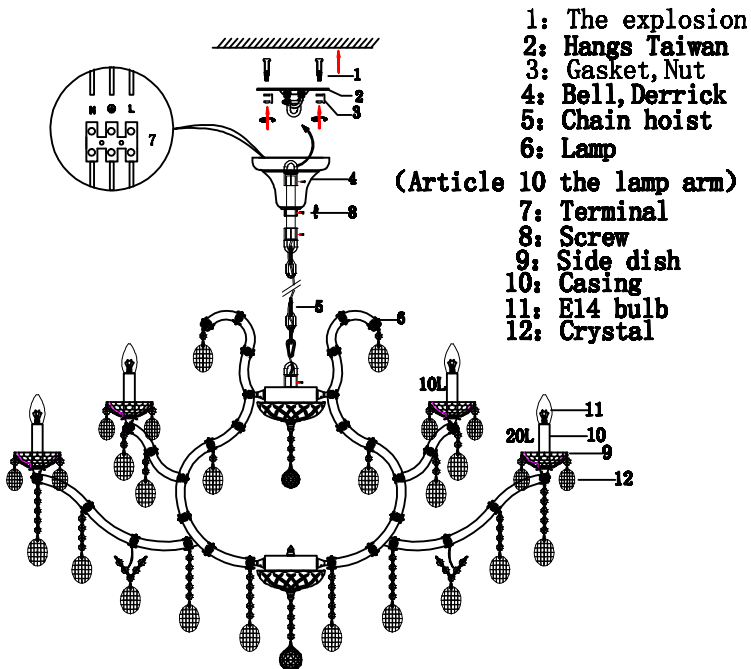 1: The explosion
2: Hangs Taiwan
3: Gasket,Nut
4: Bell,Derrick
5: Chain hoist
6: Lamp
(Article 10 the lamp arm)
7: Terminal
8: Screw
9: Side dish
10: Casing
11: E14 bulb
12: Crystal
1
2
3
N L
7
4
8
5
6
10L
20L
11
10
9
12